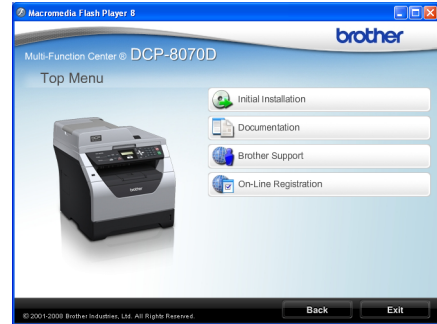 Macromedia Flash Player 8
brother
Multi-Function Center ® DCP-8070D
Top Menu
Initial Installation
Documentation
Brother Support
On-Line Registration
© 2001-2008 Brother Industries, Ltd. All Rights Reserved.
Back
Exit